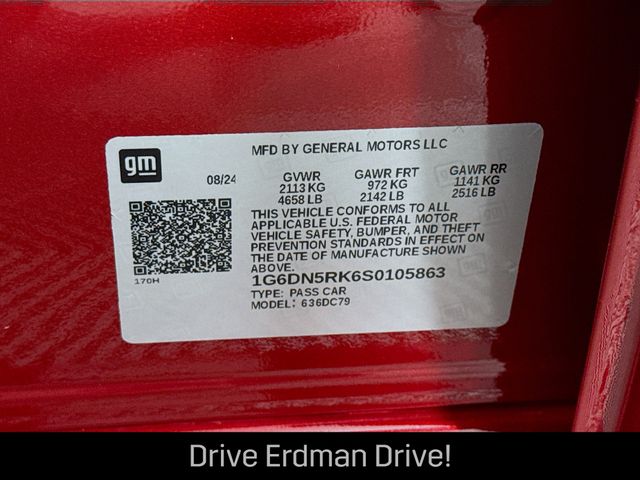 gm
MFD BY GENERAL MOTORS LLC
08/24 GVWR GAWR FRT GAWR RR
2113 KG 972 KG 1141 KG
4658 LB 2142 LB 2516 LB
THIS VEHICLE CONFORMS TO ALL
APPLICABLE U.S. FEDERAL MOTOR
VEHICLE SAFETY, BUMPER, AND THEFT
PREVENTION STANDARDS IN EFFECT ON
THE DATE OF MANUFACTURE SHOWN
ABOVE.
170H
1G6DN5RK6S0105863
TYPE: PASS CAR
MODEL: 636DC79
Drive Erdman Drive!